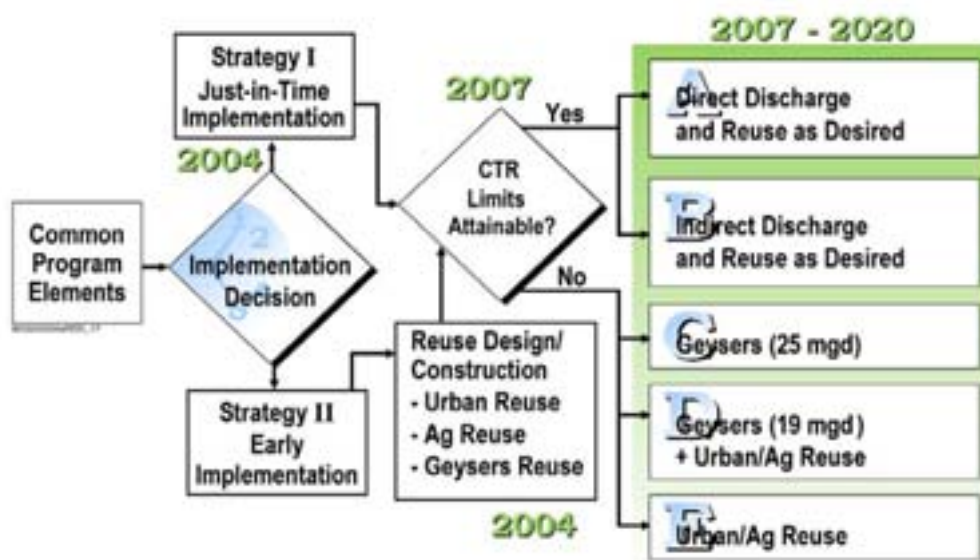 Common
Program
Elements
2004
Implementation
Decision
Strategy I
Just-in-Time
Implementation
Strategy II
Early
Implementation
Reuse Design/
Construction
- Urban Reuse
- Ag Reuse
- Geysers Reuse
2004
2007
CTR
Limits
Attainable?
Yes
No
2007 - 2020
A
Direct Discharge
and Reuse as Desired
B
Indirect Discharge
and Reuse as Desired
C
Geysers (25 mgd)
D
Geysers (19 mgd)
+ Urban/Ag Reuse
E
Urban/Ag Reuse